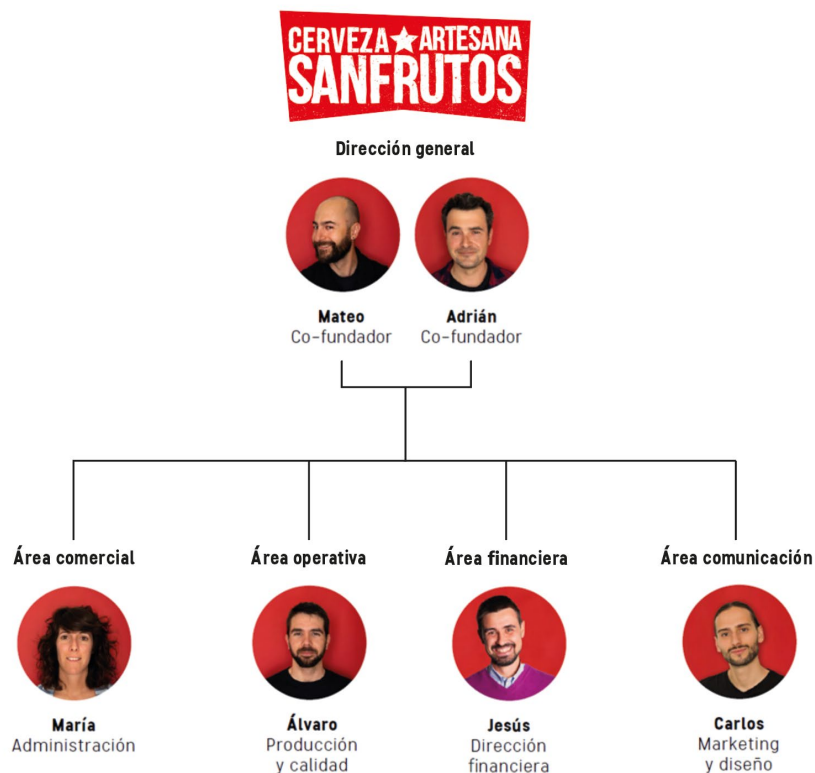 CERVEZA ★ ARTESANA
SANFRUTOS
Dirección general
Mateo
Co-fundador
Adrián
Co-fundador
Área comercial
María
Administración
Área operativa
Álvaro
Producción
y calidad
Área financiera
Jesús
Dirección
financiera
Área comunicación
Carlos
Marketing
y diseño